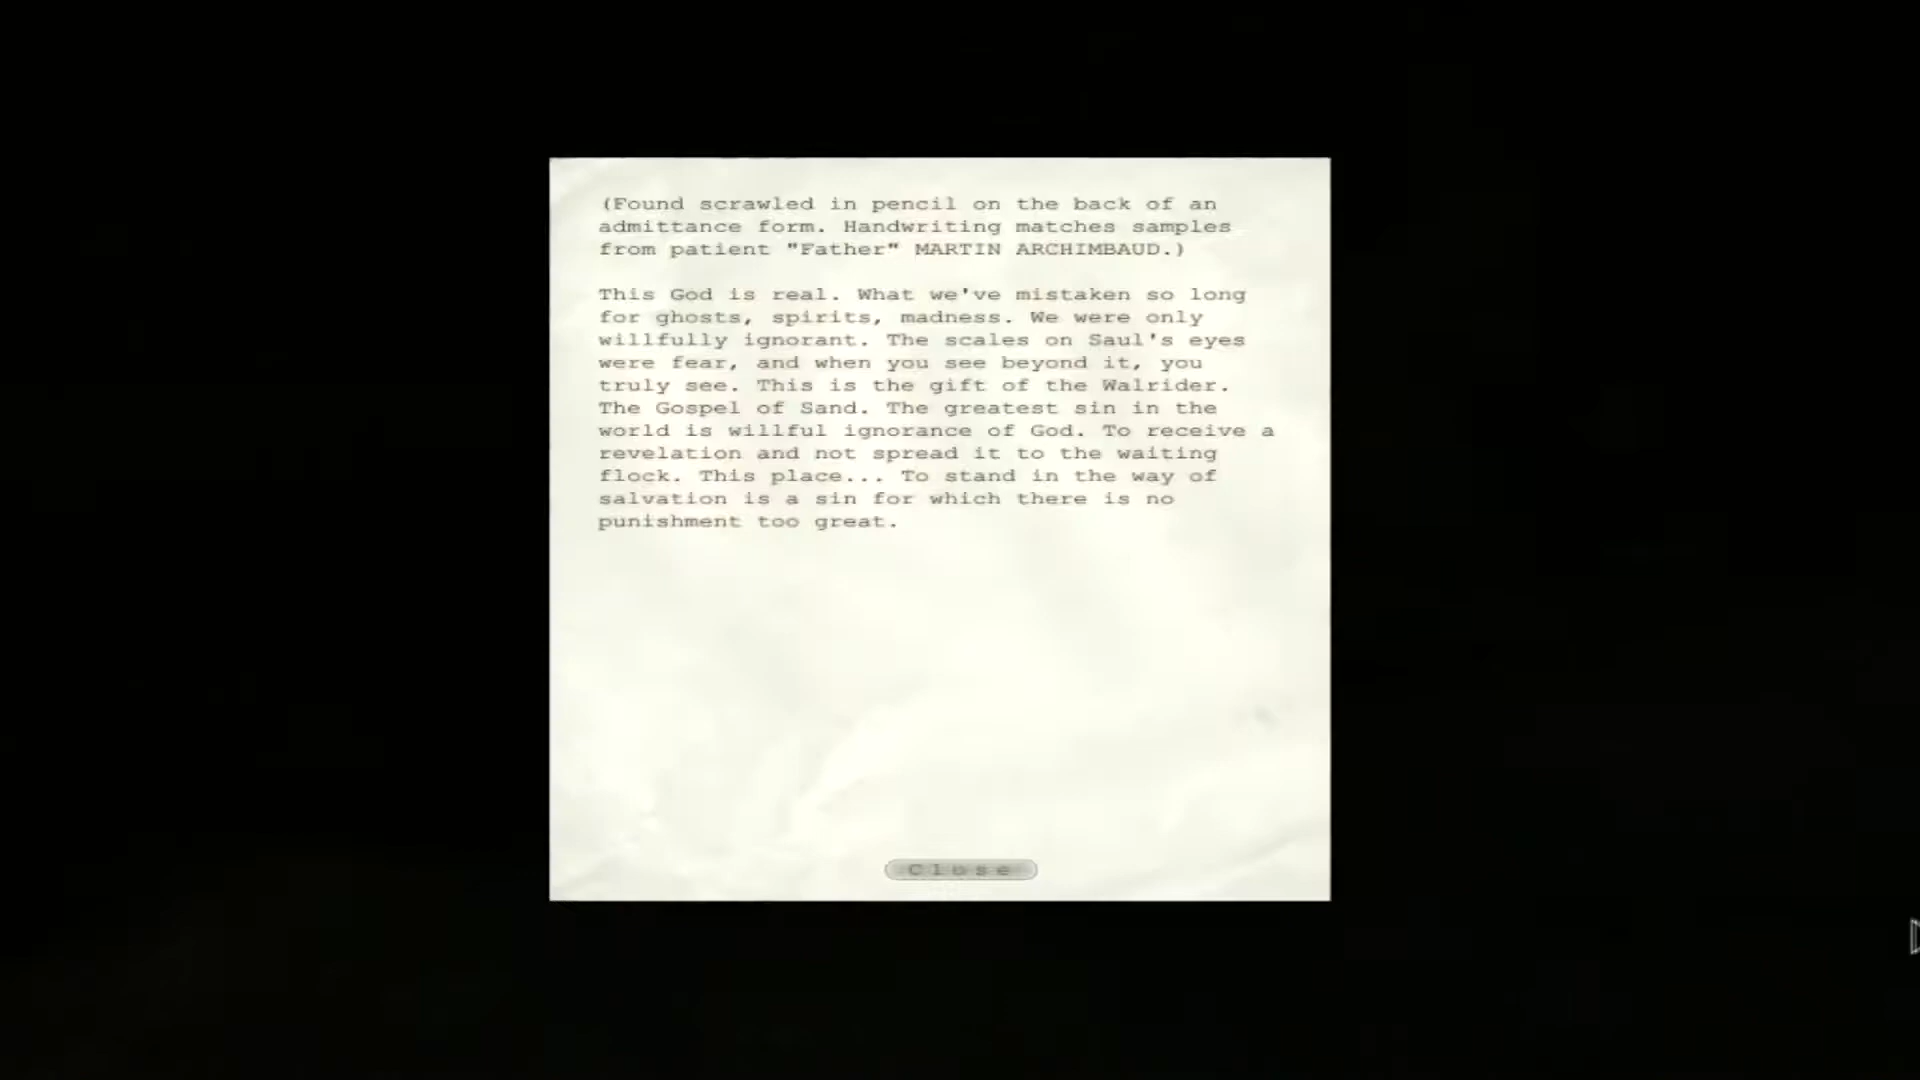 (Found scrawled in pencil on the back of an
admittance form. Handwriting matches samples
from patient "Father" MARTIN ARCHIMBAUD.)
This God is real. What we've mistaken so long
for ghosts, spirits, madness. We were only
willfully ignorant. The scales on Saul's eyes
were fear, and when you see beyond it, you
truly see. This is the gift of the Walrider.
The Gospel of Sand. The greatest sin in the
world is willful ignorance of God. To receive a
revelation and not spread it to the waiting
flock. This place... To stand in the way of
salvation is a sin for which there is no
punishment too great.
Close